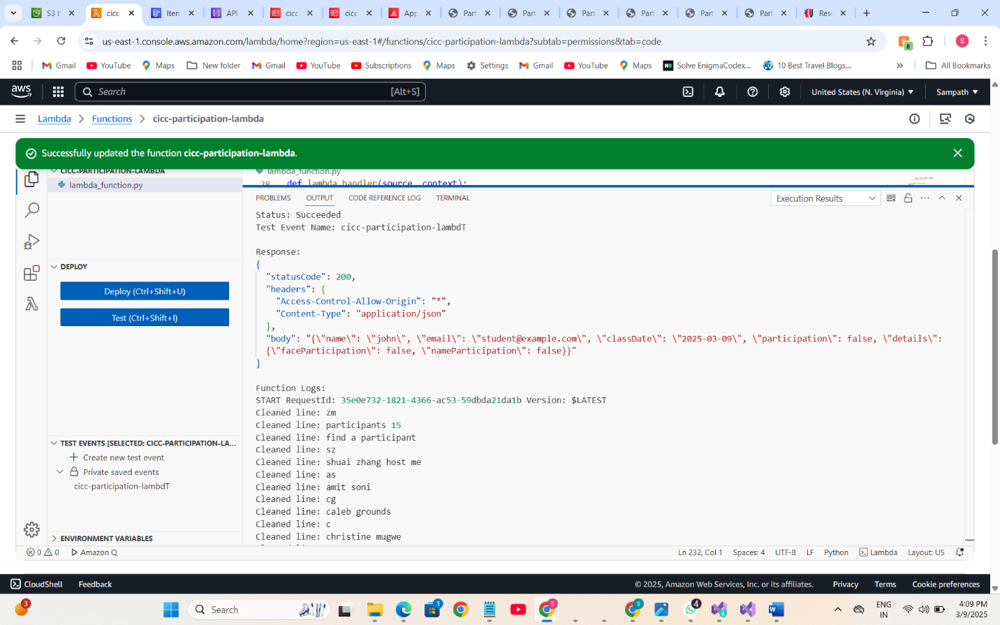 S3 b
cicc
Item
API
cicc
cicc
App
Part
Part
Part
Part
Part
Part
Resu
us-east-1.console.aws.amazon.com/lambda/home?region=us-east-1#/functions/cicc-participation-lambda?subtab=permissions&tab=code
8
S
Gmail
YouTube
Maps
New folder
Gmail
YouTube
Subscriptions
Maps
Settings
Gmail
YouTube
Maps
Solve EnigmaCodex...
10 Best Travel Blogs...
»
All Bookmarks
aws
Search
[Alt+S]
United States (N. Virginia) ▼
Sampath ▼
Lambda > Functions > cicc-participation-lambda
Successfully updated the function cicc-participation-lambda.
CICC-PARTICIPATION-LAMBDA
lambda_function.py
lambda_function.py
28 def lambda_handler(source, context):
PROBLEMS OUTPUT CODE REFERENCE LOG TERMINAL
Execution Results
Status: Succeeded
Test Event Name: cicc-participation-lambdT
Response:
{
"statusCode": 200,
"headers": {
"Access-Control-Allow-Origin": "*",
"Content-Type": "application/json"
},
"body": "{\"name\": \"john\", \"email\": \"student@example.com\", \"classDate\": \"2025-03-09\", \"participation\": false, \"details\":
{\"faceParticipation\": false, \"nameParticipation\": false}}"
}
Function Logs:
START RequestId: 35e0e732-1821-4366-ac53-59dbda21da1b Version: $LATEST
Cleaned line: zm
Cleaned line: participants 15
Cleaned line: find a participant
Cleaned line: sz
Cleaned line: shuai zhang host me
Cleaned line: as
Cleaned line: amit soni
Cleaned line: cg
Cleaned line: caleb grounds
Cleaned line: c
Cleaned line: christine mugwe
DEPLOY
Deploy (Ctrl+Shift+U)
Test (Ctrl+Shift+I)
TEST EVENTS [SELECTED: CICC-PARTICIPATION-LA...
Create new test event
Private saved events
cicc-participation-lambdT
ENVIRONMENT VARIABLES
0 0 Amazon Q
Ln 232, Col 1 Spaces: 4 UTF-8 LF Python Lambda Layout: US
CloudShell Feedback
© 2025, Amazon Web Services, Inc. or its affiliates. Privacy Terms Cookie preferences
3
Search
1
S
S
4
ENG
IN
4:09 PM
3/9/2025